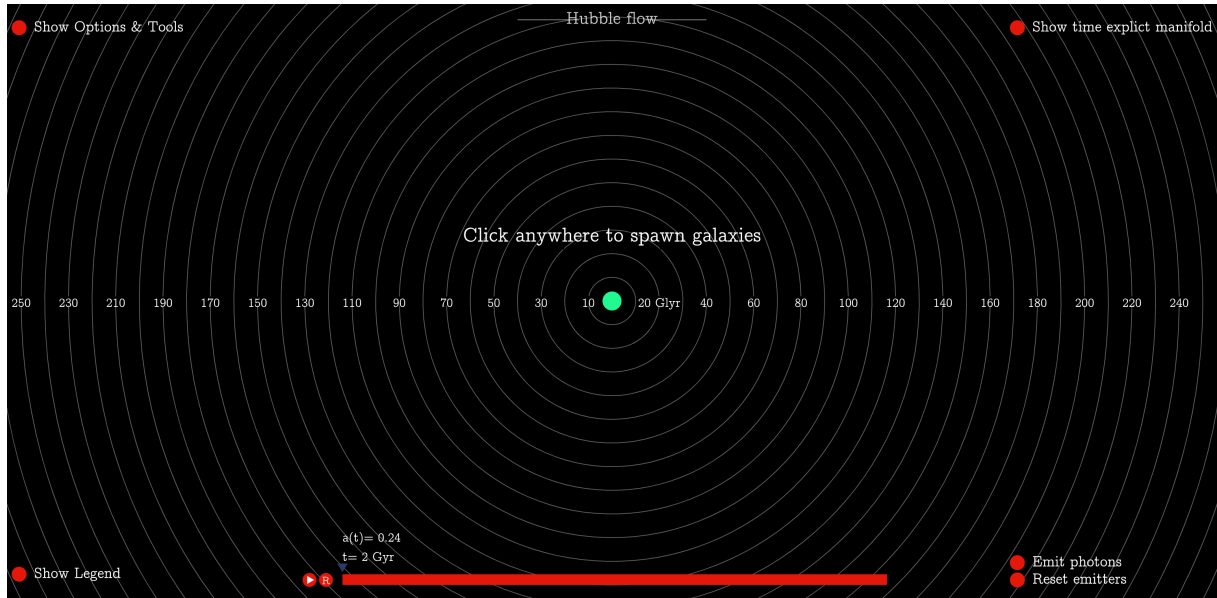 Hubble flow
Show Options & Tools
Show time explict manifold
Click anywhere to spawn galaxies
250 230 210 190 170 150 130 110 90 70 50 30 10 20 Glyr 40 60 80 100 120 140 160 180 200 220 240
a(t)= 0.24
t= 2 Gyr
Show Legend
R
Emit photons
Reset emitters